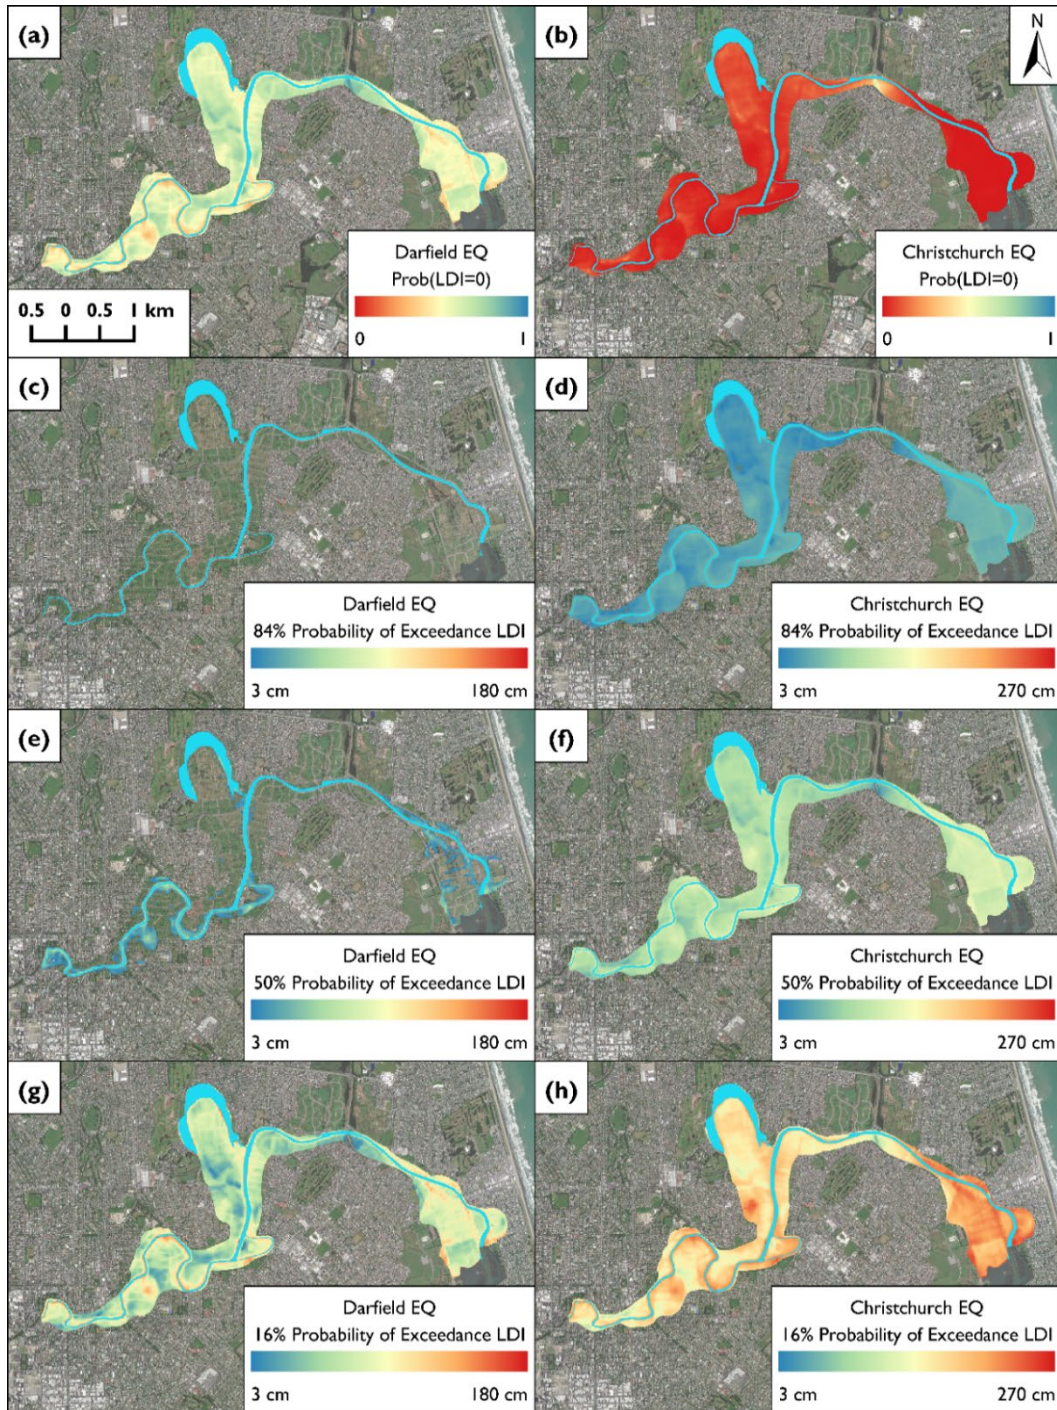 (a)
(b)
N
Darfield EQ
Prob(LDI=0)
0 1
0.5 0 0.5 1 km
Christchurch EQ
Prob(LDI=0)
0 1
(c)
(d)
Darfield EQ
84% Probability of Exceedance LDI
3 cm 180 cm
Christchurch EQ
84% Probability of Exceedance LDI
3 cm 270 cm
(e)
(f)
Darfield EQ
50% Probability of Exceedance LDI
3 cm 180 cm
Christchurch EQ
50% Probability of Exceedance LDI
3 cm 270 cm
(g)
(h)
Darfield EQ
16% Probability of Exceedance LDI
3 cm 180 cm
Christchurch EQ
16% Probability of Exceedance LDI
3 cm 270 cm